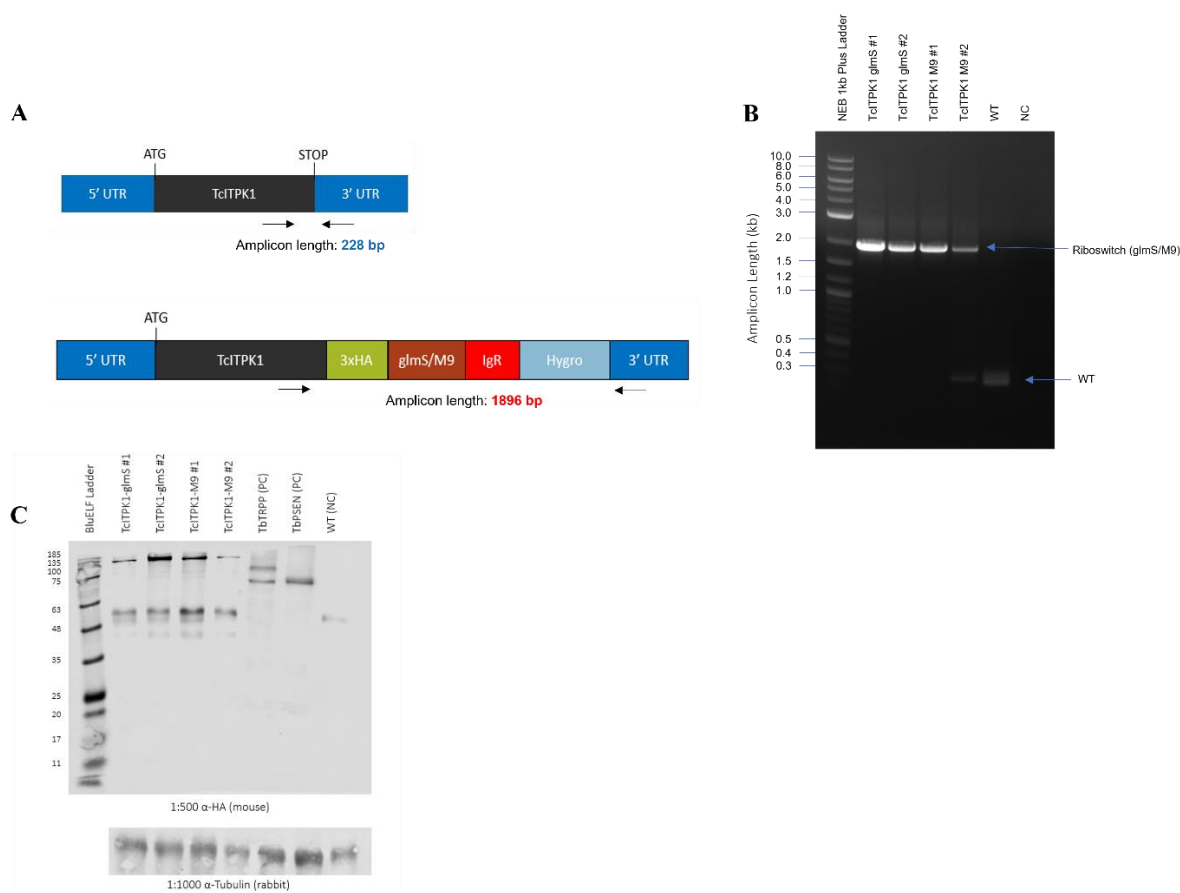 A
ATG
STOP
5’ UTR
TcITPK1
3’ UTR
Amplicon length: 228 bp
ATG
5’ UTR
TcITPK1
3xHA
glmS/M9
IgR
Hygro
3’ UTR
Amplicon length: 1896 bp
B
NEB 1kb Plus Ladder
TcITPK1 glmS #1
TcITPK1 glmS #2
TcITPK1 M9 #1
TcITPK1 M9 #2
WT
NC
Amplicon Length (kb)
10.0
8.0
6.0
5.0
4.0
3.0
2.0
1.5
1.2
1.0
0.5
0.4
0.3
Riboswitch (glmS/M9)
WT
C
BluELF Ladder
TcITPK1-glmS #1
TcITPK1-glmS #2
TcITPK1-M9 #1
TcITPK1-M9 #2
TbTRPP (PC)
TbPSEN (PC)
WT (NC)
185
135
100
75
63
48
35
25
20
17
11
1:500 α-HA (mouse)
1:1000 α-Tubulin (rabbit)